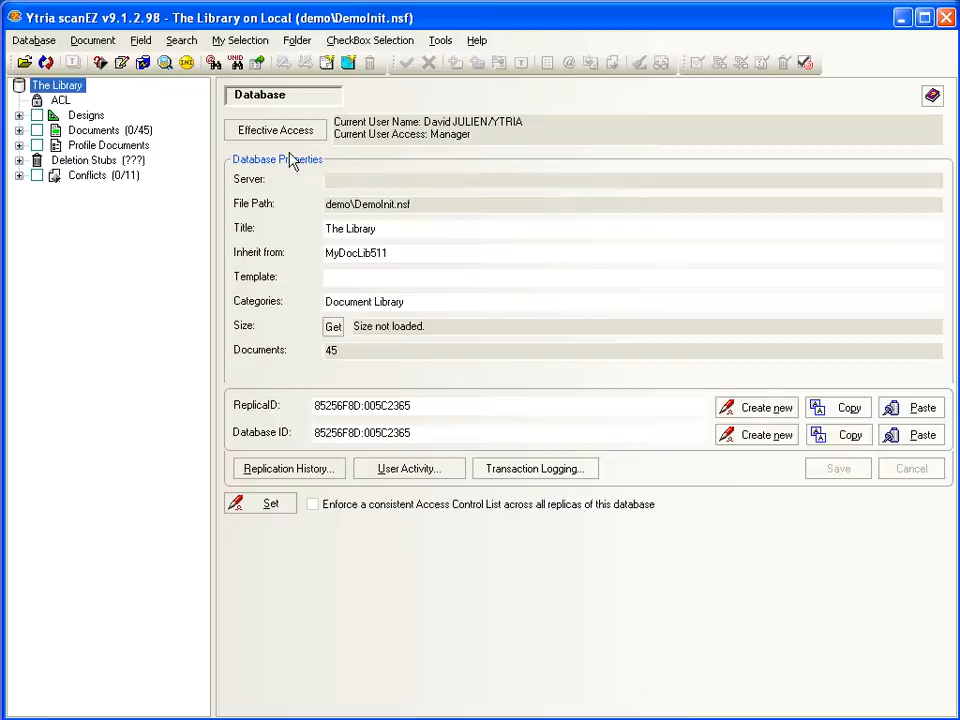 Ytria scanEZ v9.1.2.98 - The Library on Local (demo\DemoInit.nsf)
Database Document Field Search My Selection Folder CheckBox Selection Tools Help
The Library
ACL
Designs
Documents (0/45)
Profile Documents
Deletion Stubs (???)
Conflicts (0/11)
Database
Effective Access
Current User Name: David JULIEN/YTRIA
Current User Access: Manager
Database Properties
Server:
File Path: demo\DemoInit.nsf
Title: The Library
Inherit from: MyDocLib511
Template:
Categories: Document Library
Size: Get Size not loaded.
Documents: 45
ReplicaID: 85256F8D:005C2365 Create new Copy Paste
Database ID: 85256F8D:005C2365 Create new Copy Paste
Replication History... User Activity... Transaction Logging... Save Cancel
Set Enforce a consistent Access Control List across all replicas of this database